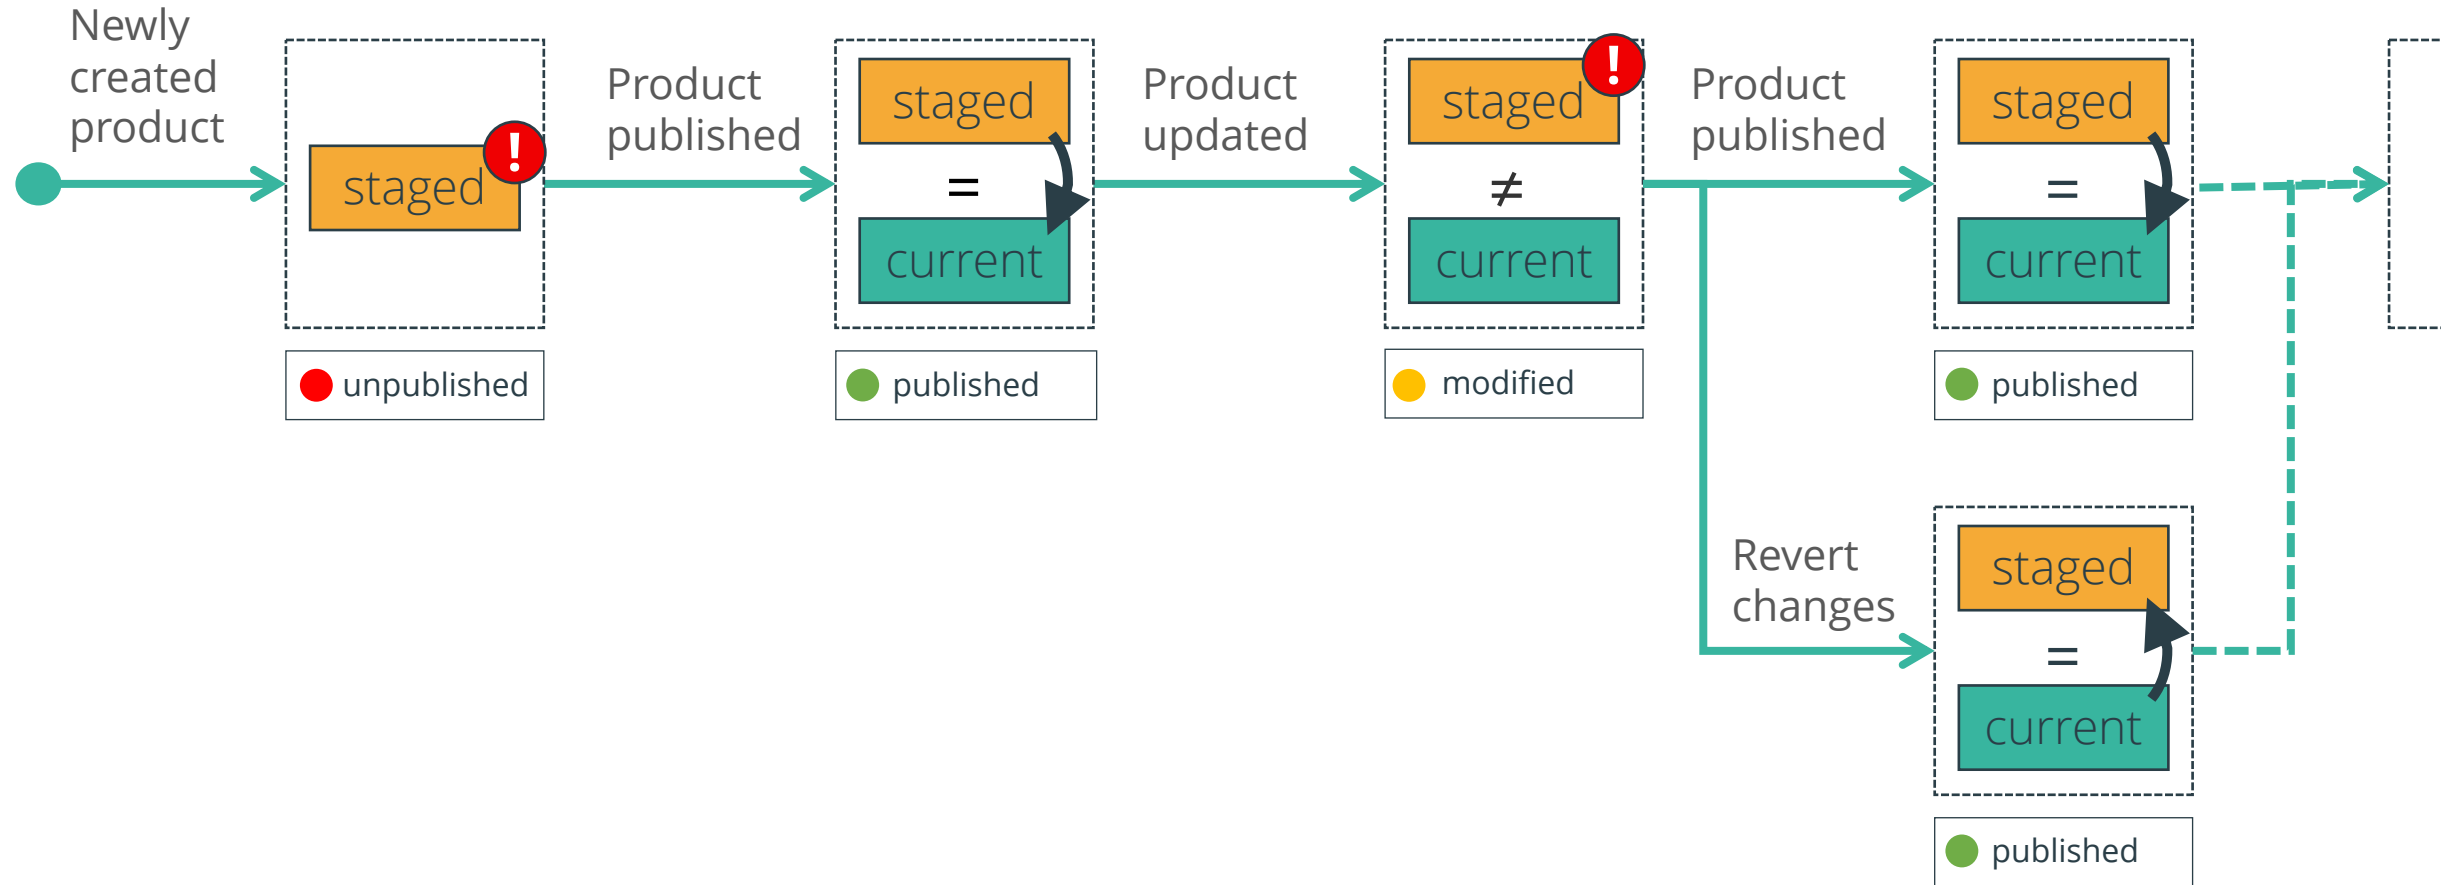 Newly
created
product
staged
!
unpublished
Product
published
staged
=
current
published
Product
updated
staged
!
≠
current
modified
Product
published
staged
=
current
published
Revert
changes
staged
=
current
published